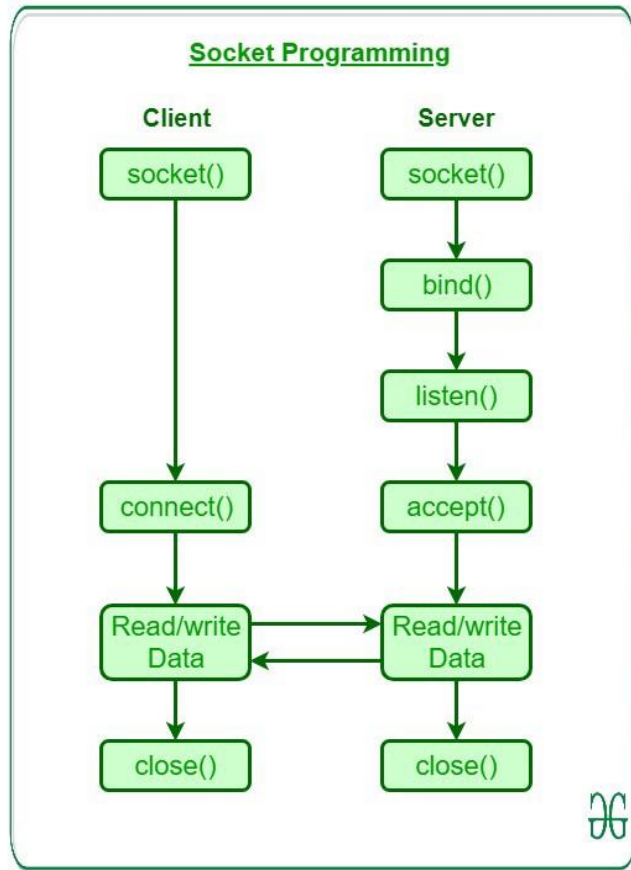 Socket Programming
Client
Server
socket()
socket()
bind()
listen()
connect()
accept()
Read/write
Data
Read/write
Data
close()
close()